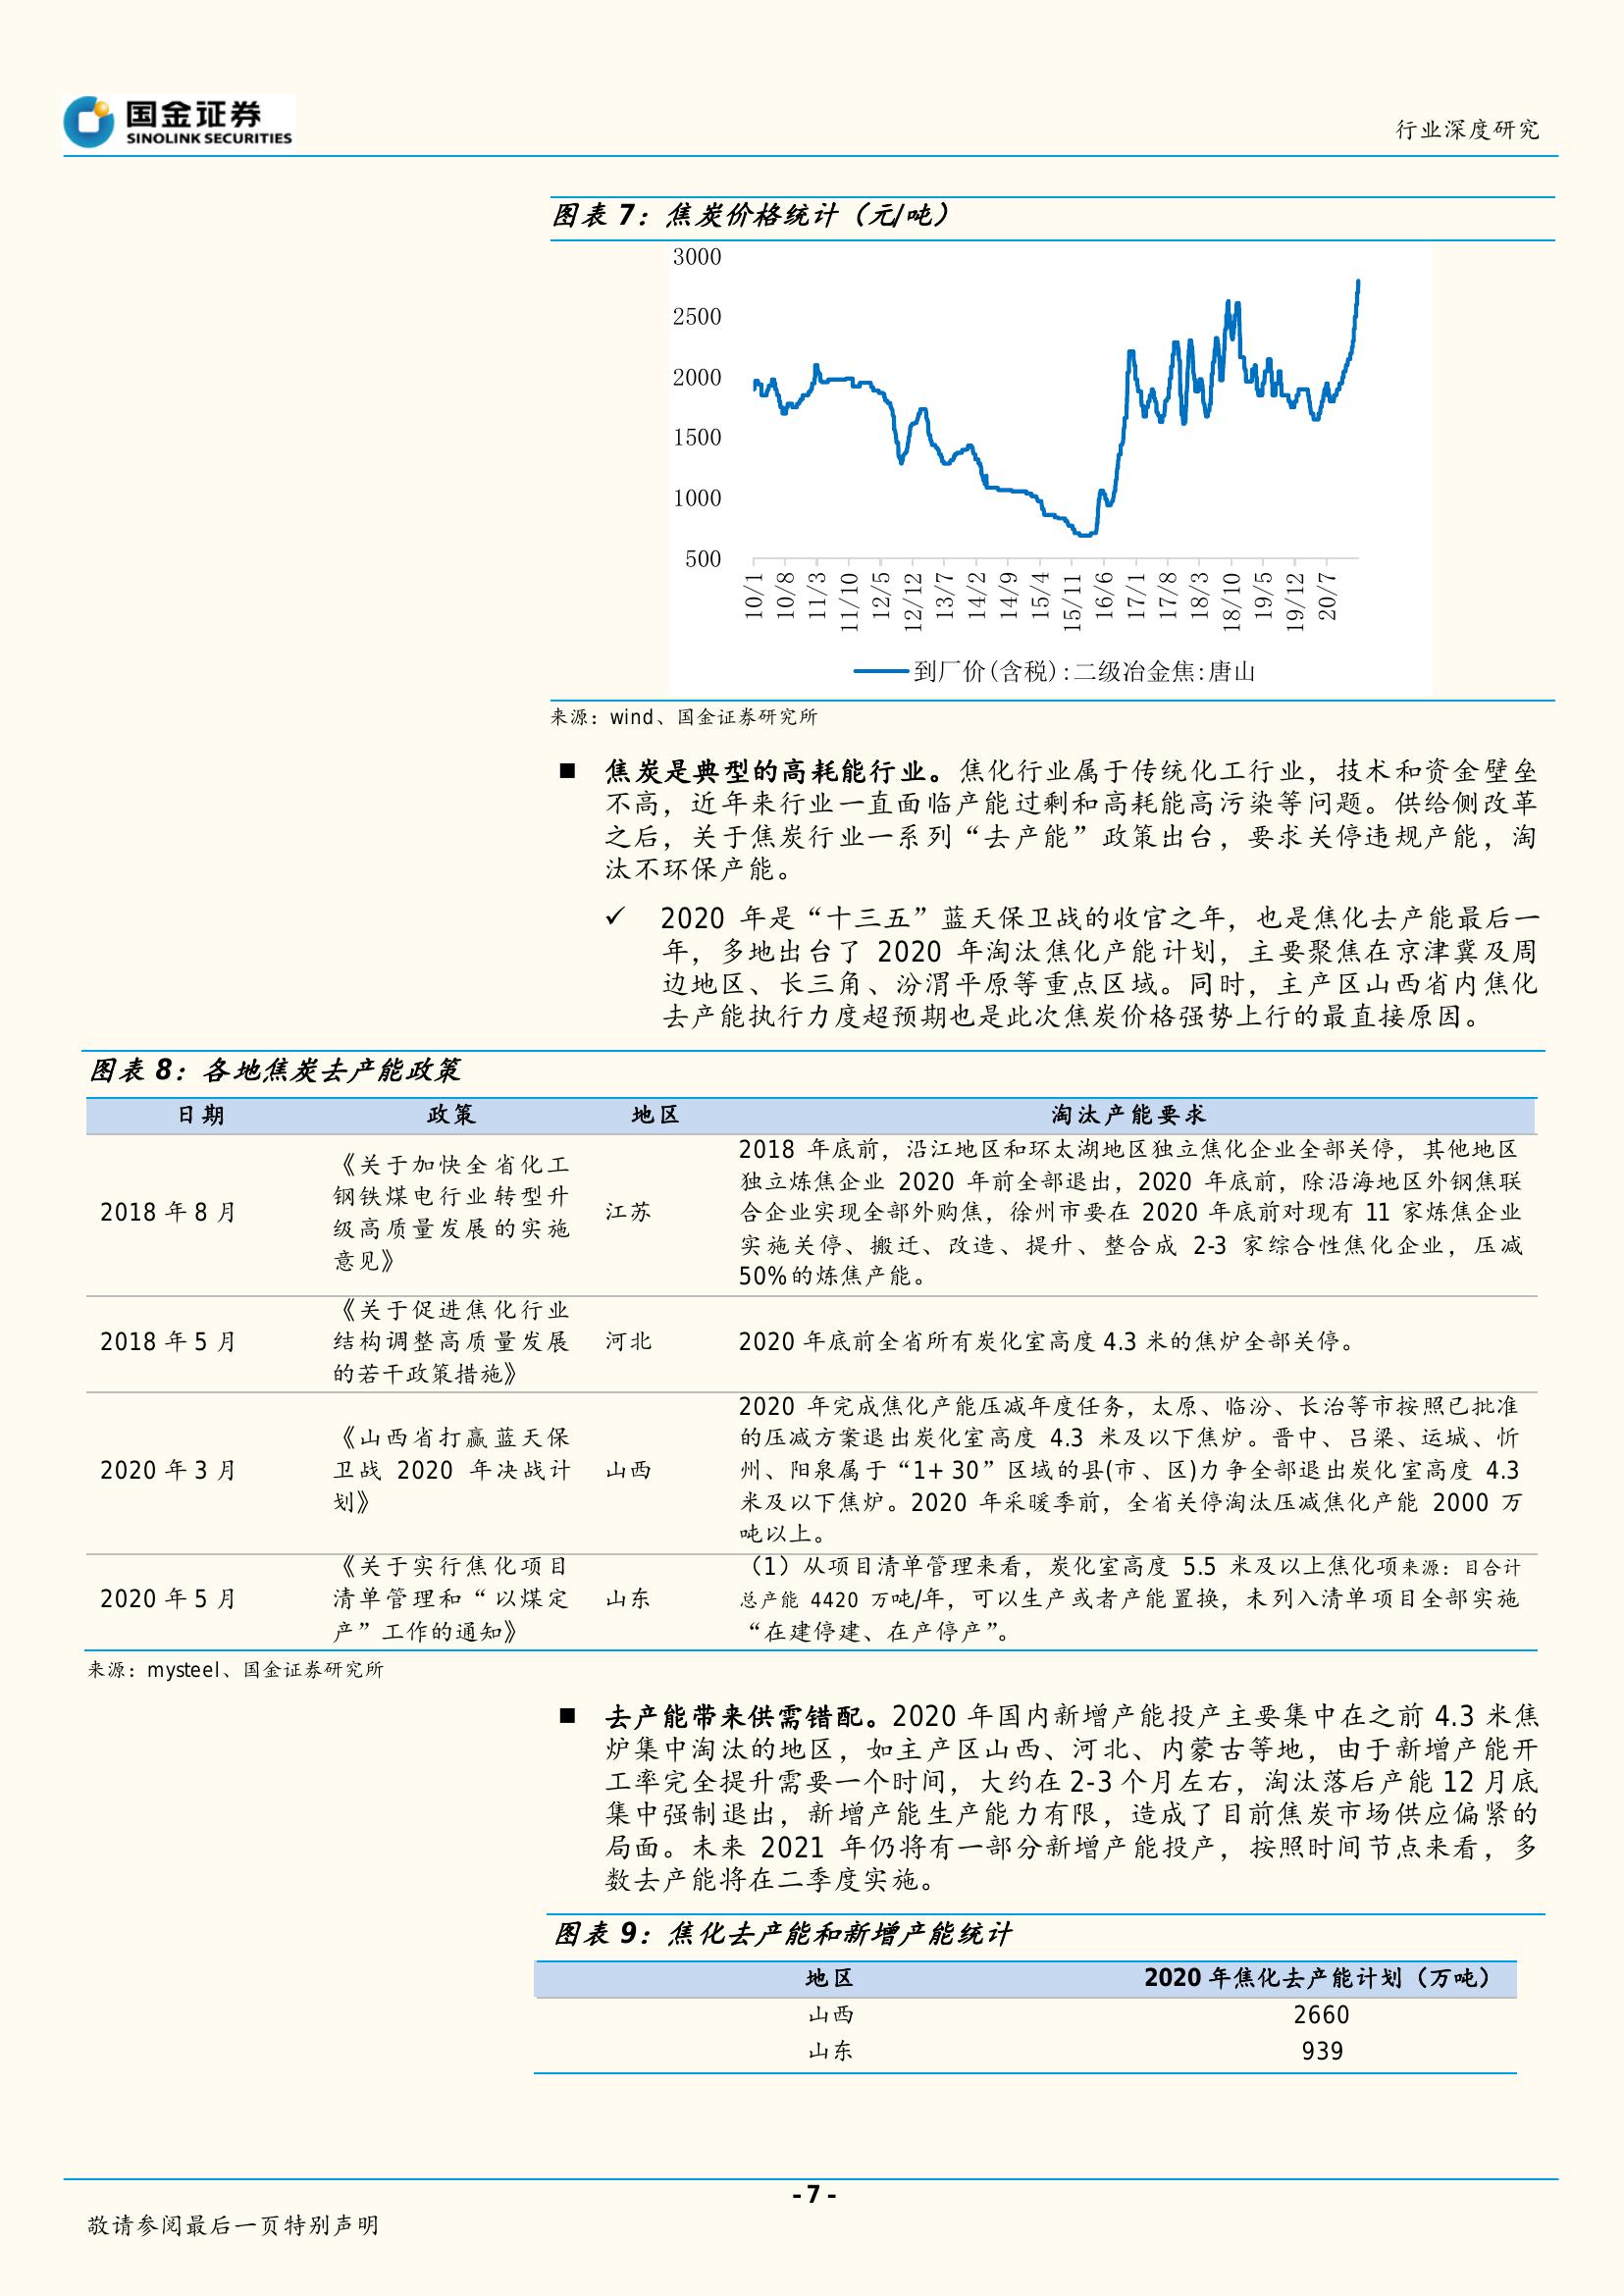 国金证券
SINOLINK SECURITIES
行业深度研究
图表 7：焦炭价格统计（元/吨）
3000
2500
2000
1500
1000
500
10/1
10/8
11/3
11/10
12/5
12/12
13/7
14/2
14/9
15/4
15/11
16/6
17/1
17/8
18/3
18/10
19/5
19/12
20/7
到厂价(含税):二级冶金焦:唐山
来源：wind、国金证券研究所
■ 焦炭是典型的高耗能行业。焦化行业属于传统化工行业，技术和资金壁垒
不高，近年来行业一直面临产能过剩和高耗能高污染等问题。供给侧改革
之后，关于焦炭行业一系列“去产能”政策出台，要求关停违规产能，淘
汰不环保产能。
✓ 2020 年是“十三五”蓝天保卫战的收官之年，也是焦化去产能最后一
年，多地出台了 2020 年淘汰焦化产能计划，主要聚焦在京津冀及周
边地区、长三角、汾渭平原等重点区域。同时，主产区山西省内焦化
去产能执行力度超预期也是此次焦炭价格强势上行的最直接原因。
图表 8：各地焦炭去产能政策
日期 政策 地区 淘汰产能要求
2018 年 8 月
《关于加快全省化工
钢铁煤电行业转型升
级高质量发展的实施
意见》
江苏
2018 年底前，沿江地区和环太湖地区独立焦化企业全部关停，其他地区
独立炼焦企业 2020 年前全部退出，2020 年底前，除沿海地区外钢焦联
合企业实现全部外购焦，徐州市要在 2020 年底前对现有 11 家炼焦企业
实施关停、搬迁、改造、提升、整合成 2-3 家综合性焦化企业，压减
50%的炼焦产能。
2018 年 5 月
《关于促进焦化行业
结构调整高质量发展
的若干政策措施》
河北
2020 年底前全省所有炭化室高度 4.3 米的焦炉全部关停。
2020 年 3 月
《山西省打赢蓝天保
卫战 2020 年决战计
划》
山西
2020 年完成焦化产能压减年度任务，太原、临汾、长治等市按照已批准
的压减方案退出炭化室高度 4.3 米及以下焦炉。晋中、吕梁、运城、忻
州、阳泉属于“1+30”区域的县(市、区)力争全部退出炭化室高度 4.3
米及以下焦炉。2020 年采暖季前，全省关停淘汰压减焦化产能 2000 万
吨以上。
2020 年 5 月
《关于实行焦化项目
清单管理和“以煤定
产”工作的通知》
山东
（1）从项目清单管理来看，炭化室高度 5.5 米及以上焦化项来源：目合计
总产能 4420 万吨/年，可以生产或者产能置换，未列入清单项目全部实施
“在建停建、在产停产”。
来源：mysteel、国金证券研究所
■ 去产能带来供需错配。2020 年国内新增产能投产主要集中在之前 4.3 米焦
炉集中淘汰的地区，如主产区山西、河北、内蒙古等地，由于新增产能开
工率完全提升需要一个时间，大约在 2-3 个月左右，淘汰落后产能 12 月底
集中强制退出，新增产能生产能力有限，造成了目前焦炭市场供应偏紧的
局面。未来 2021 年仍将有一部分新增产能投产，按照时间节点来看，多
数去产能将在二季度实施。
图表 9：焦化去产能和新增产能统计
地区 2020 年焦化去产能计划（万吨）
山西 2660
山东 939
- 7 -
敬请参阅最后一页特别声明